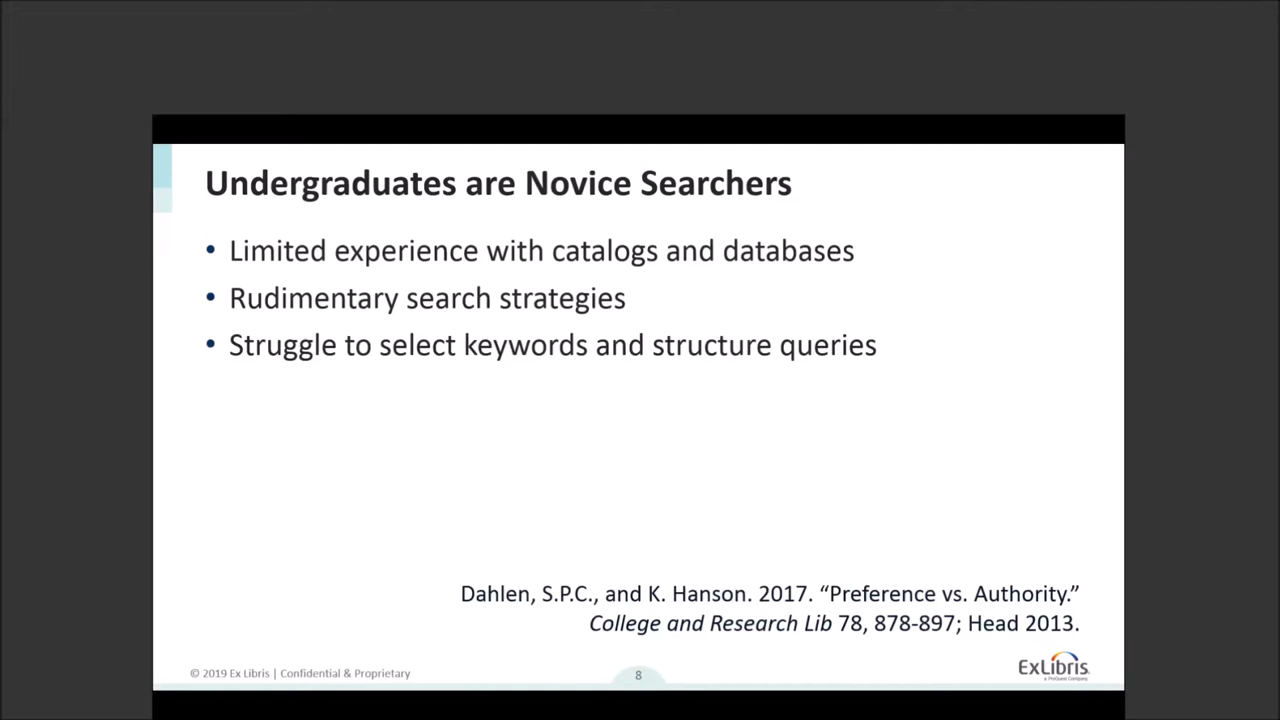 Undergraduates are Novice Searchers
• Limited experience with catalogs and databases
• Rudimentary search strategies
• Struggle to select keywords and structure queries
Dahlen, S.P.C., and K. Hanson. 2017. “Preference vs. Authority.”
College and Research Lib 78, 878-897; Head 2013.
© 2019 Ex Libris | Confidential & Proprietary
8
ExLibris
a ProQuest Company